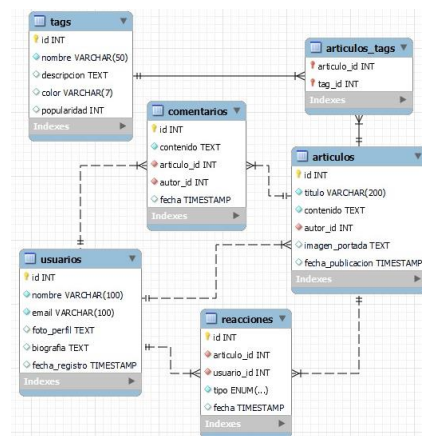 tags
id INT
nombre VARCHAR(50)
descripcion TEXT
color VARCHAR(7)
popularidad INT
Indexes
articulos_tags
articulo_id INT
tag_id INT
Indexes
comentarios
id INT
contenido TEXT
articulo_id INT
autor_id INT
fecha TIMESTAMP
Indexes
articulos
id INT
titulo VARCHAR(200)
contenido TEXT
autor_id INT
imagen_portada TEXT
fecha_publicacion TIMESTAMP
Indexes
usuarios
id INT
nombre VARCHAR(100)
email VARCHAR(100)
foto_perfil TEXT
biografia TEXT
fecha_registro TIMESTAMP
Indexes
reacciones
id INT
articulo_id INT
usuario_id INT
tipo ENUM(...)
fecha TIMESTAMP
Indexes